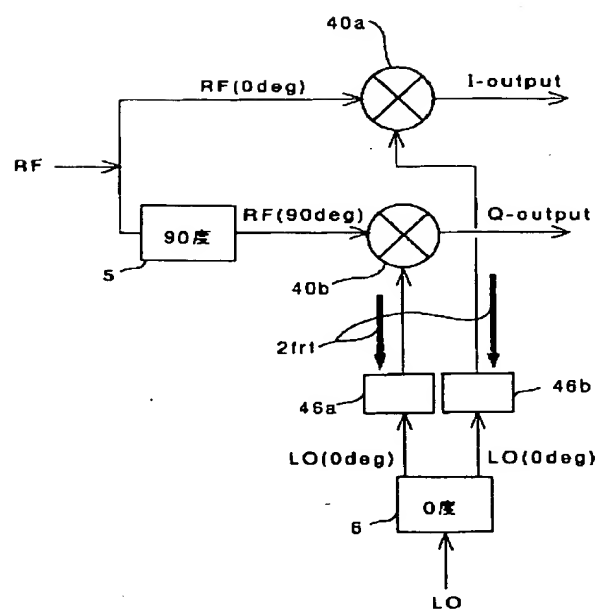 40a
RF(0deg)
I-output
RF
RF(90deg)
Q-output
90度
5
40b
2frf
46a
46b
LO(0deg)
LO(0deg)
0度
6
LO